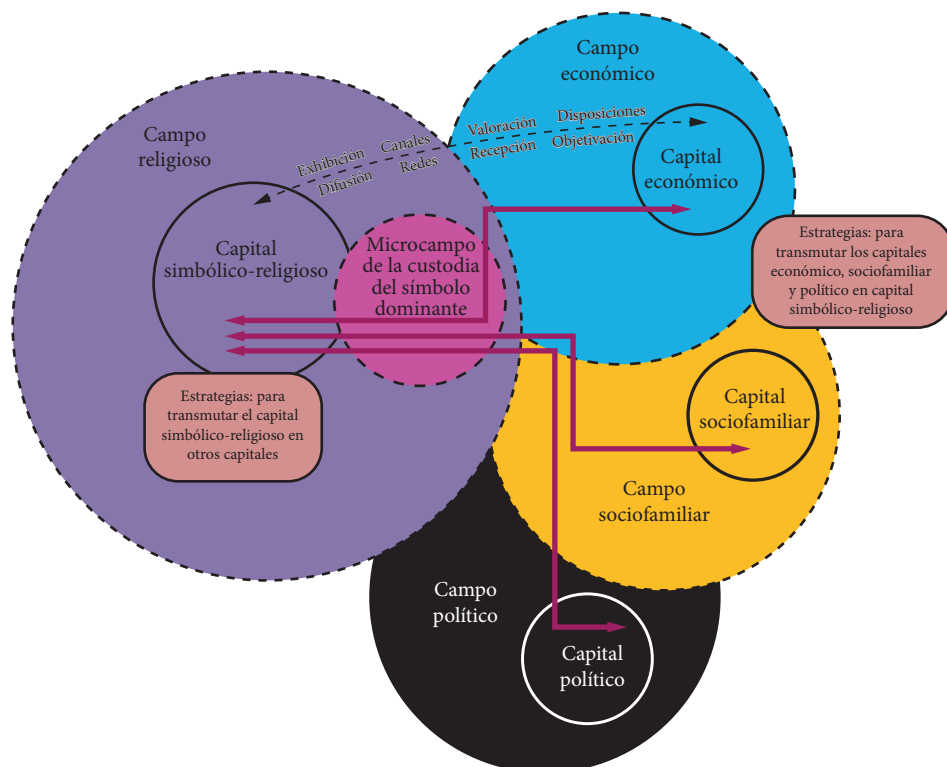 Campo
económico
Campo
religioso
Exhibición Canales Valoración Disposiciones
Difusión Redes Recepción Objetivación
Capital
económico
Capital
simbólico-religioso
Microcampo
de la custodia
del símbolo
dominante
Estrategias: para
transmutar los capitales
económico, sociofamiliar
y político en capital
simbólico-religioso
Estrategias: para
transmutar el capital
simbólico-religioso en
otros capitales
Capital
sociofamiliar
Campo
sociofamiliar
Campo
político
Capital
político